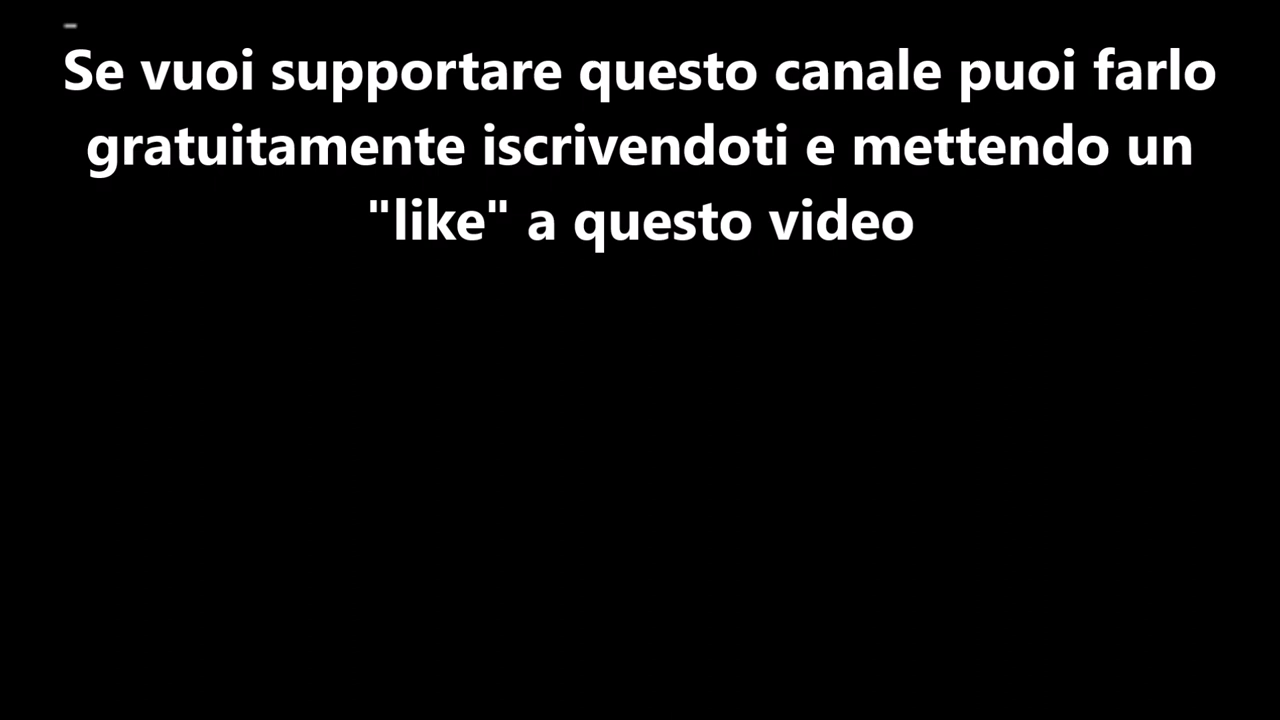 Se vuoi supportare questo canale puoi farlo
gratuitamente iscrivendoti e mettendo un
"like" a questo video